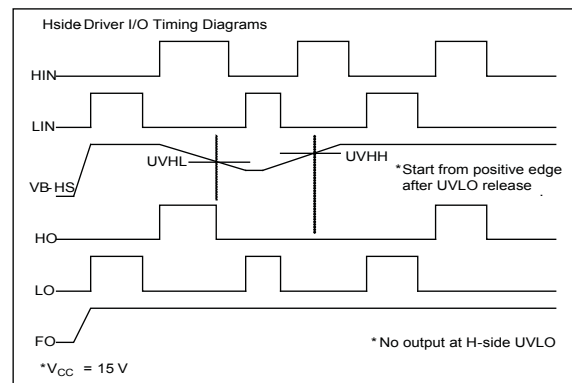 Hside Driver I/O Timing Diagrams
HIN
LIN
UVHL
UVHH
VB-HS
*Start from positive edge
after UVLO release
HO
LO
FO
*No output at H-side UVLO
*VCC = 15 V